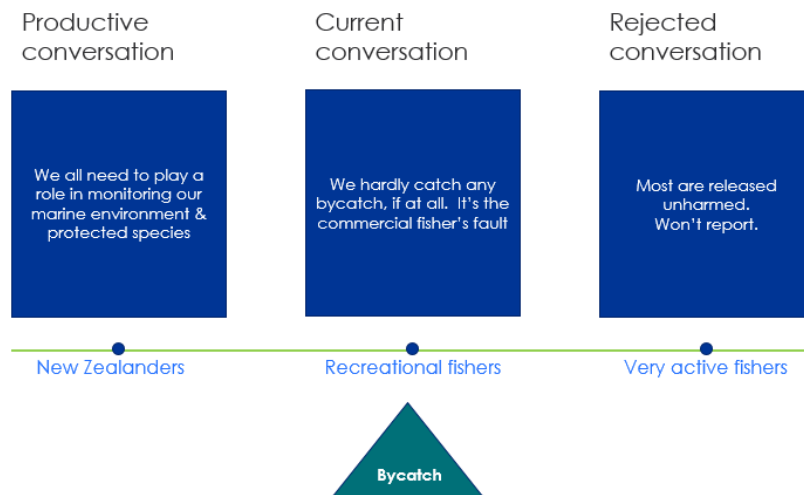 Productive
conversation
Current
conversation
Rejected
conversation
We all need to play a
role in monitoring our
marine environment &
protected species
We hardly catch any
bycatch, if at all.  It's the
commercial fisher's fault
Most are released
unharmed.
Won't report.
New Zealanders
Recreational fishers
Very active fishers
Bycatch